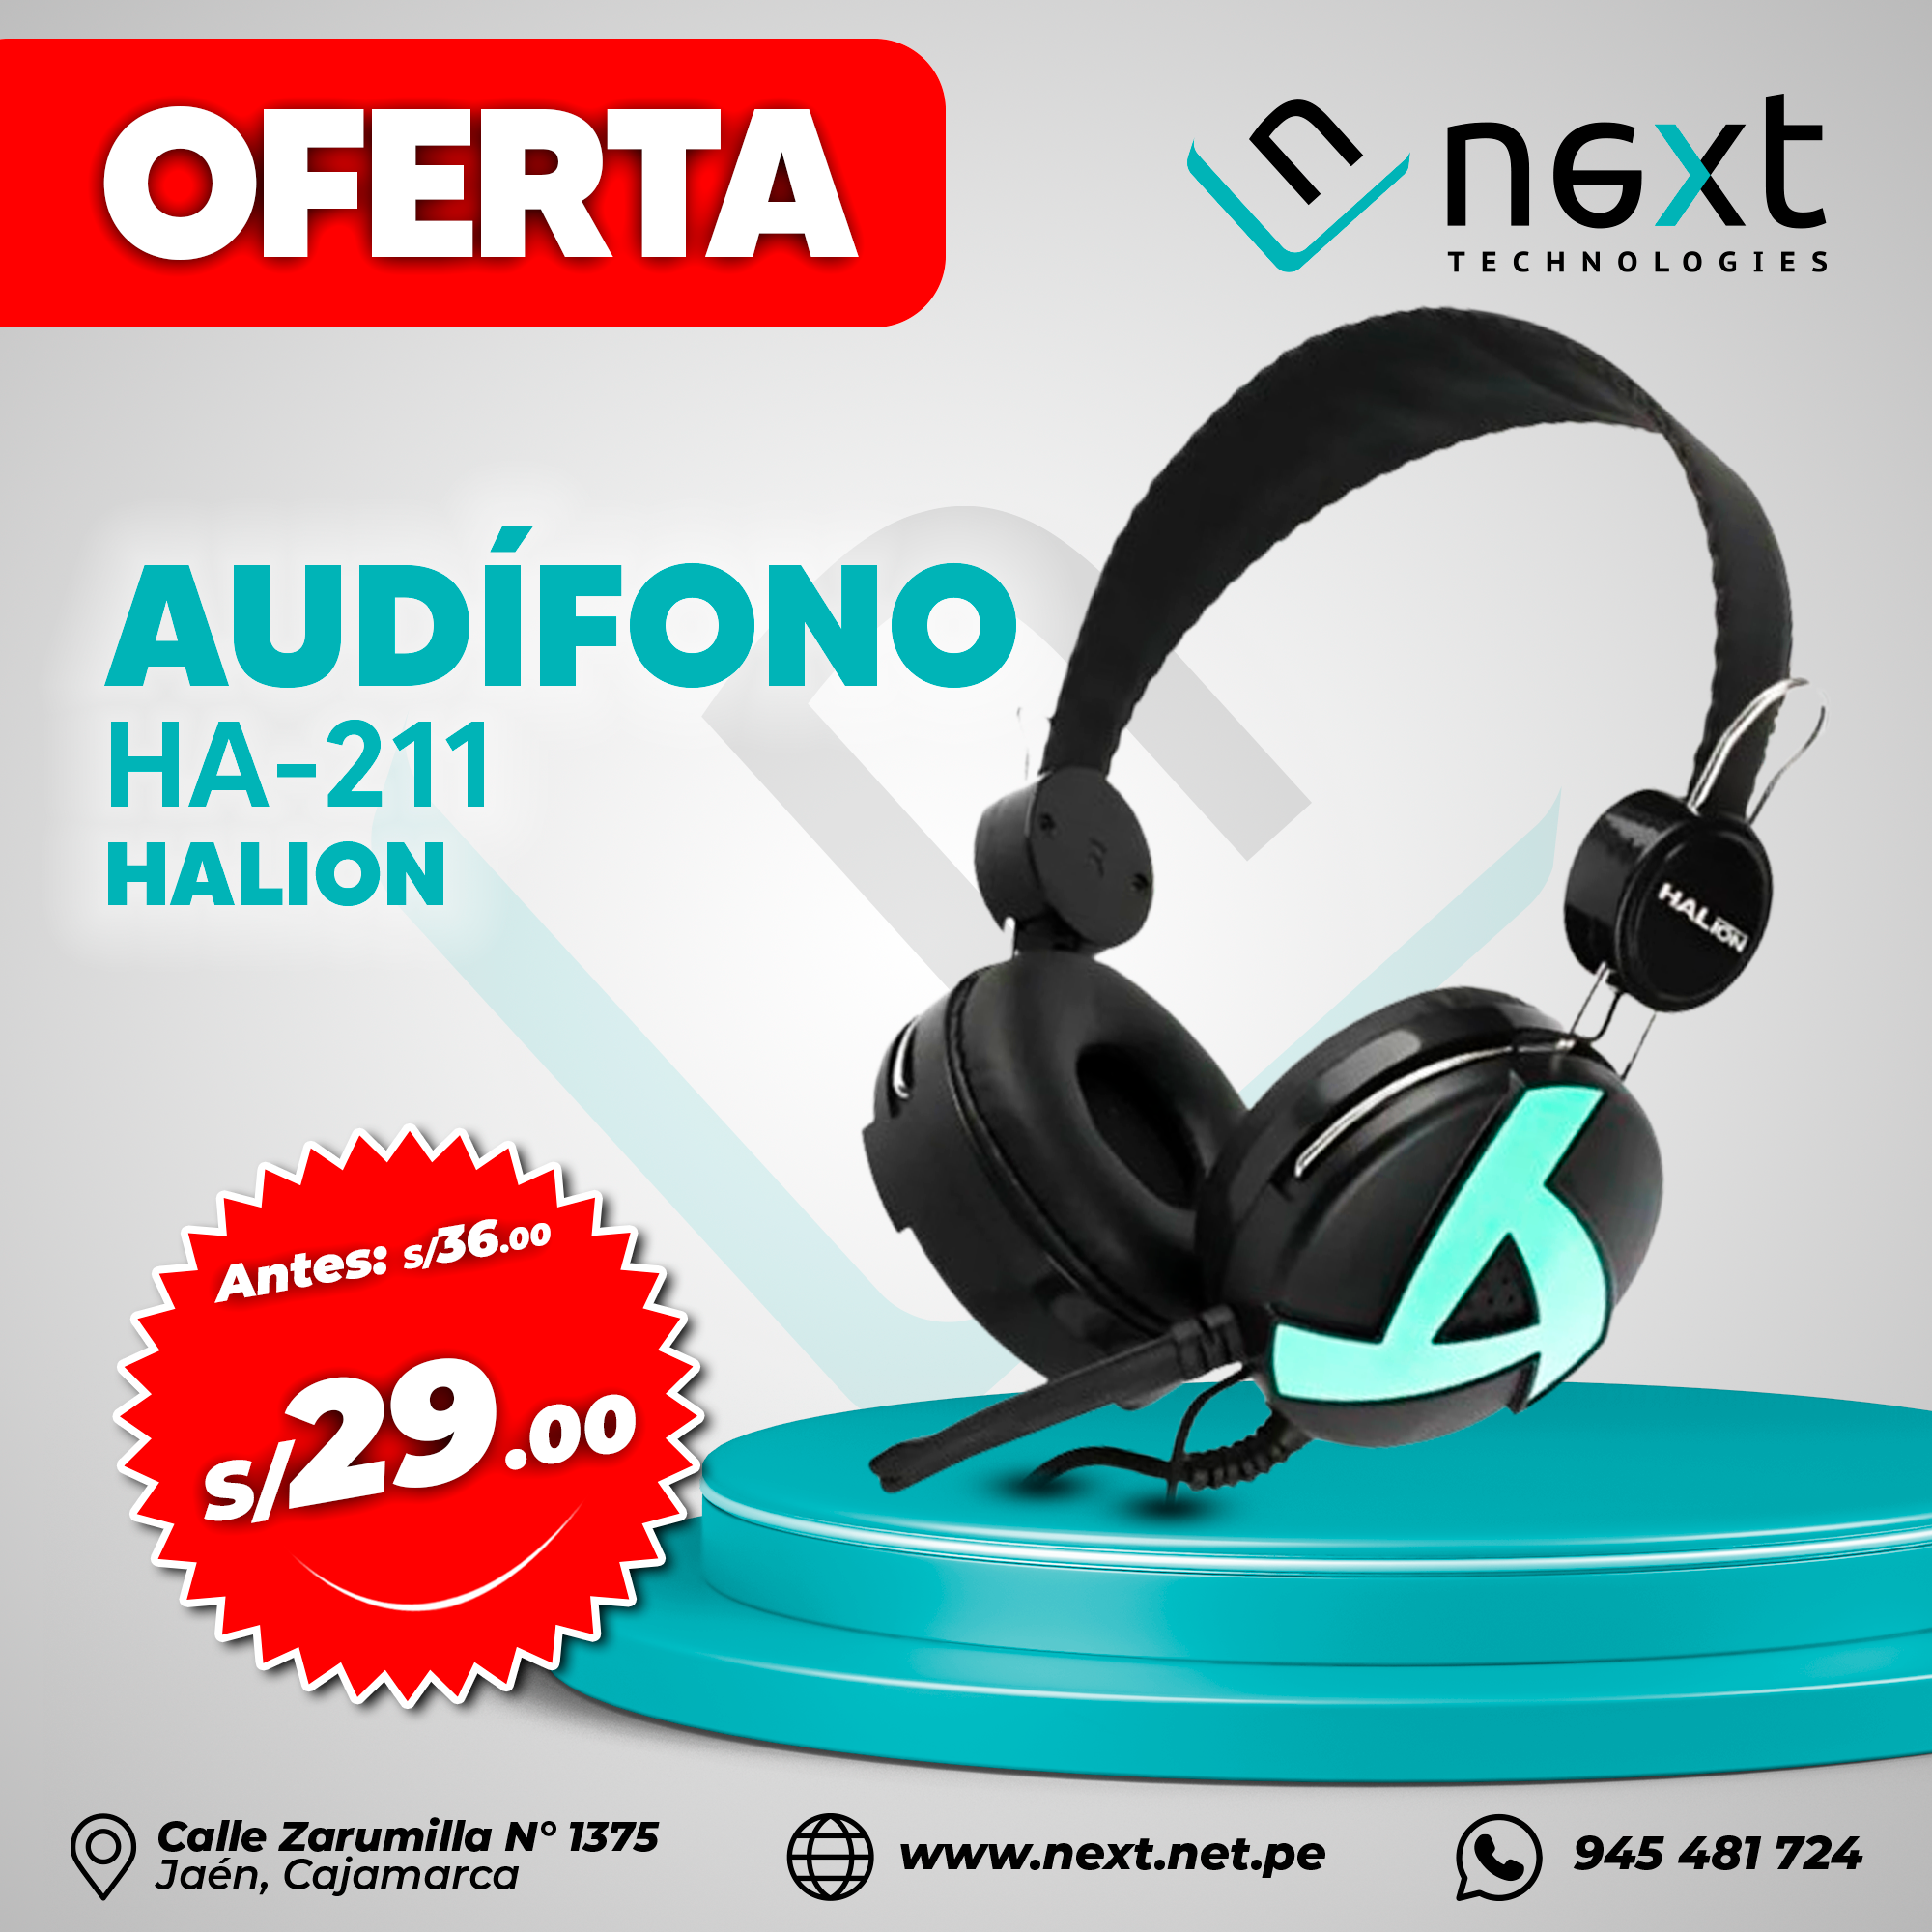 OFERTA
next
TECHNOLOGIES
AUDÍFONO
HA-211
HALION
HALION
Antes: S/36.00
S/29.00
Calle Zarumilla N° 1375
Jaén, Cajamarca
www.next.net.pe
945 481 724